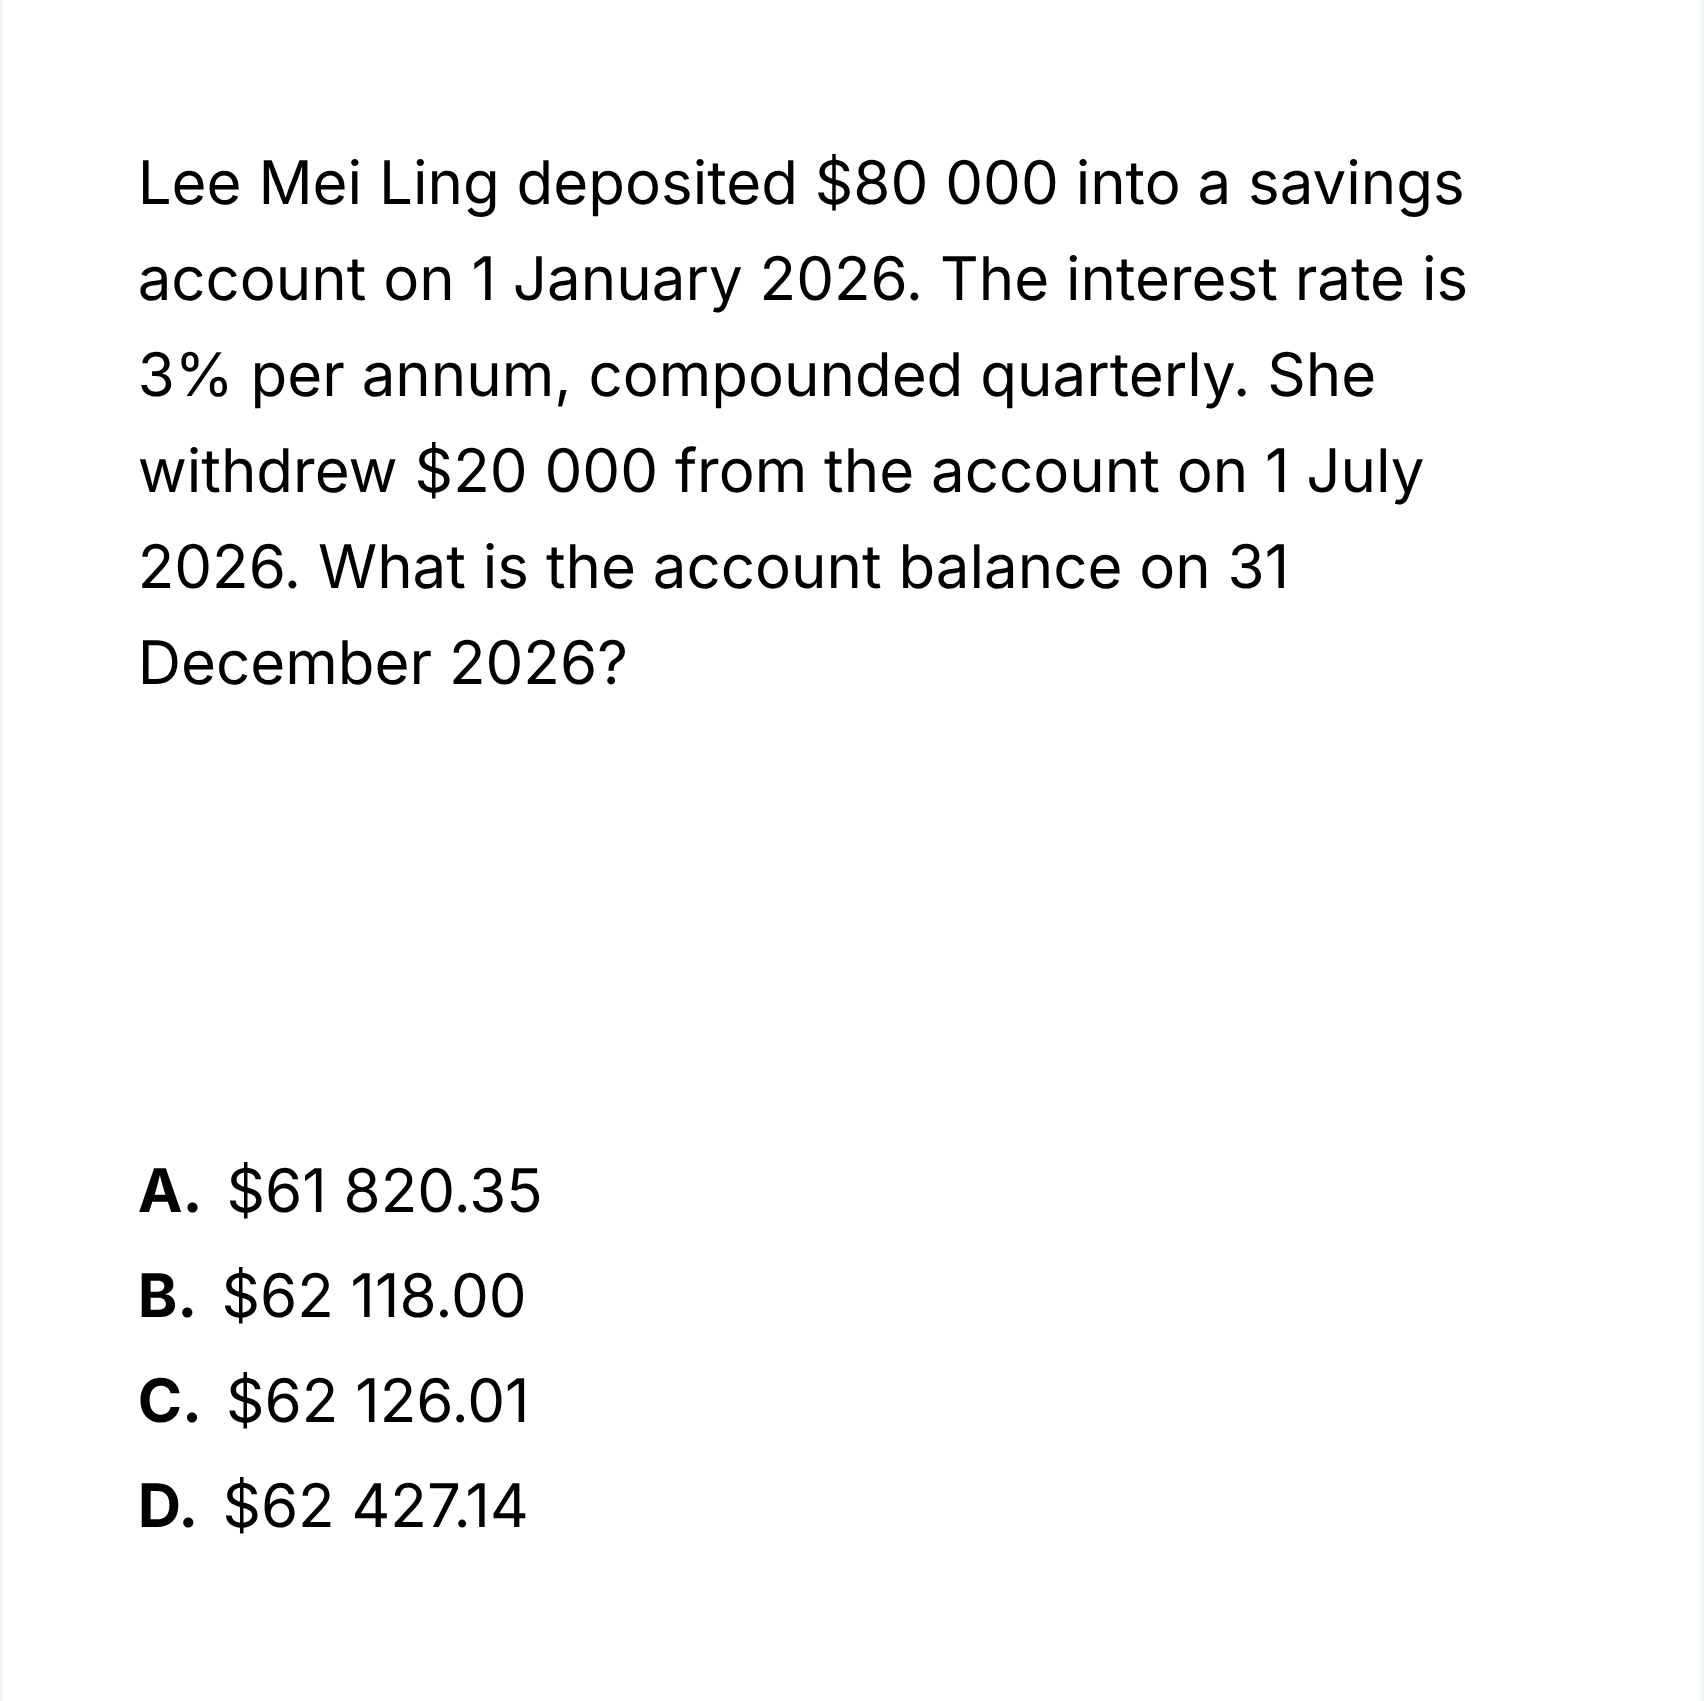 Lee Mei Ling deposited $80 000 into a savings
account on 1 January 2026. The interest rate is
3% per annum, compounded quarterly. She
withdrew $20 000 from the account on 1 July
2026. What is the account balance on 31
December 2026?
A. $61 820.35
B. $62 118.00
C. $62 126.01
D. $62 427.14